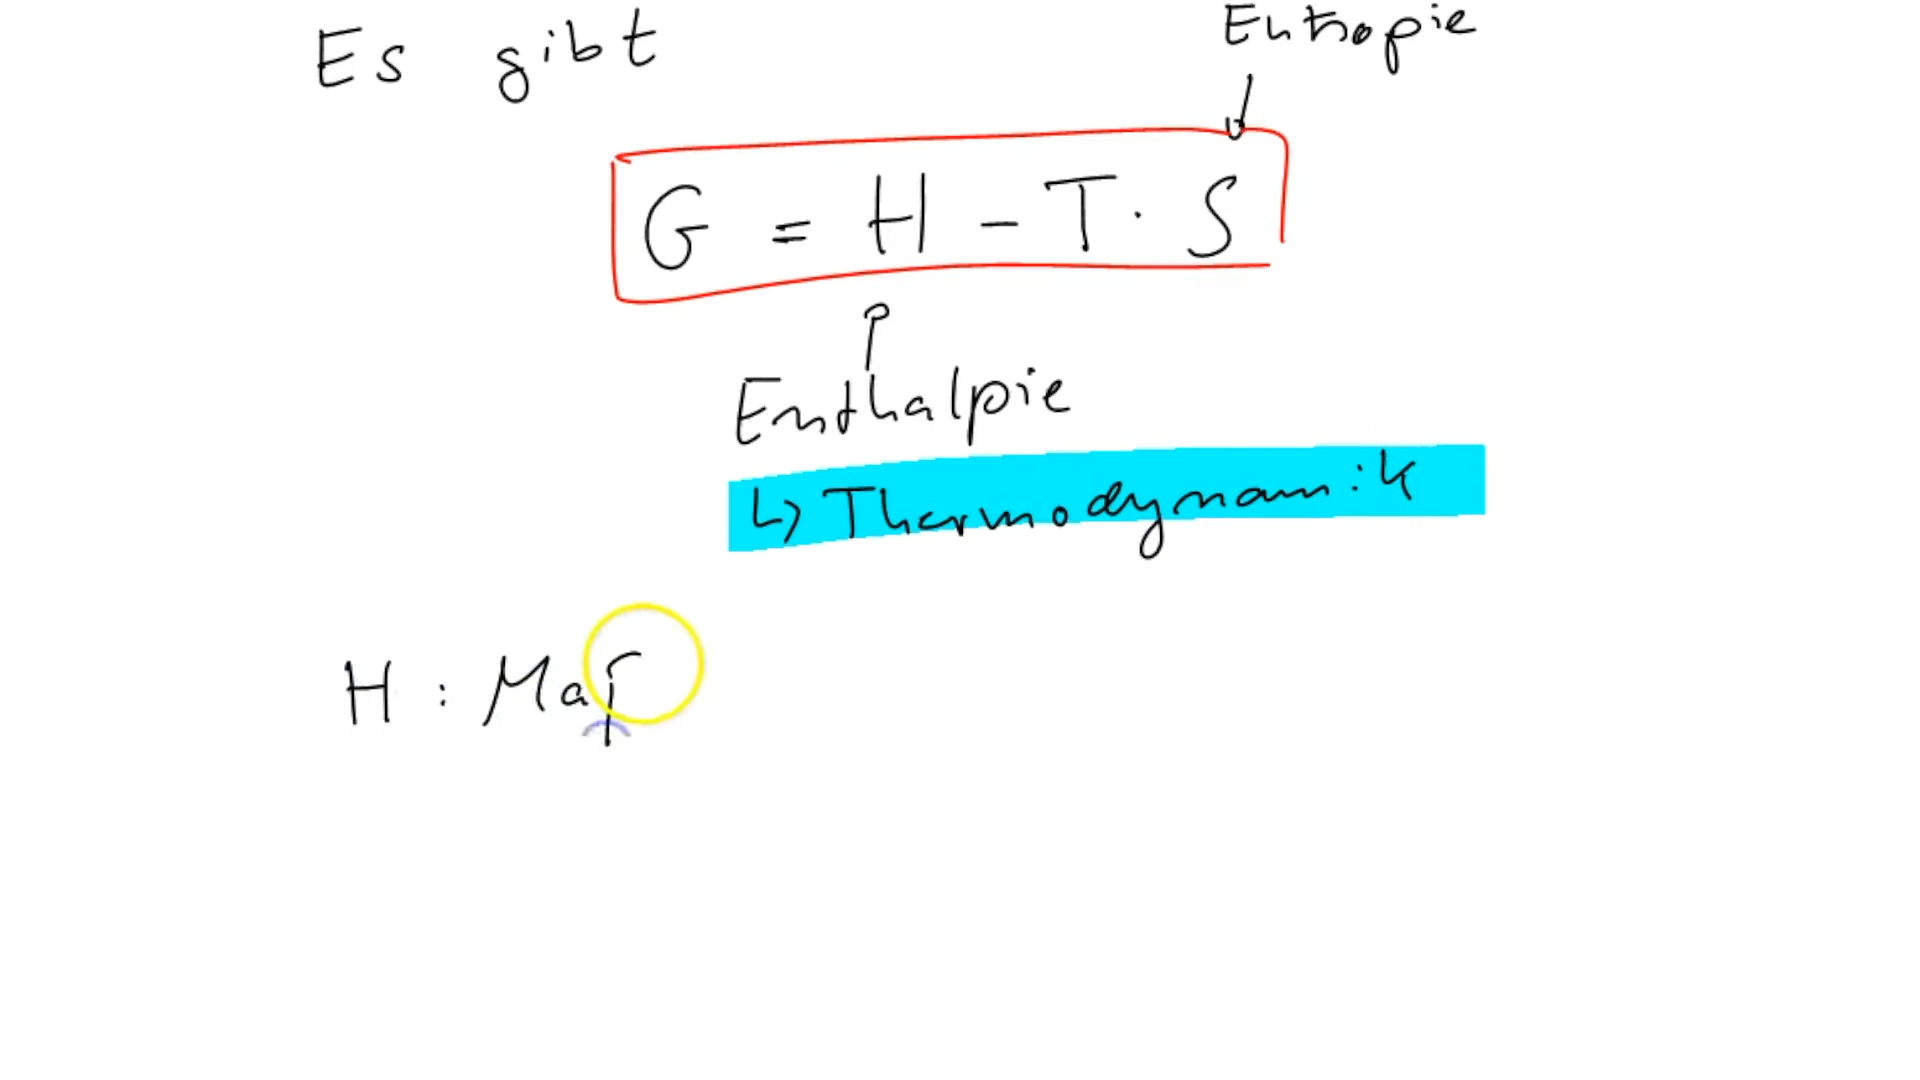 Es gibt
Entropie
G = H - T · S
Enthalpie
↳ Thermodynamik
H : Maß